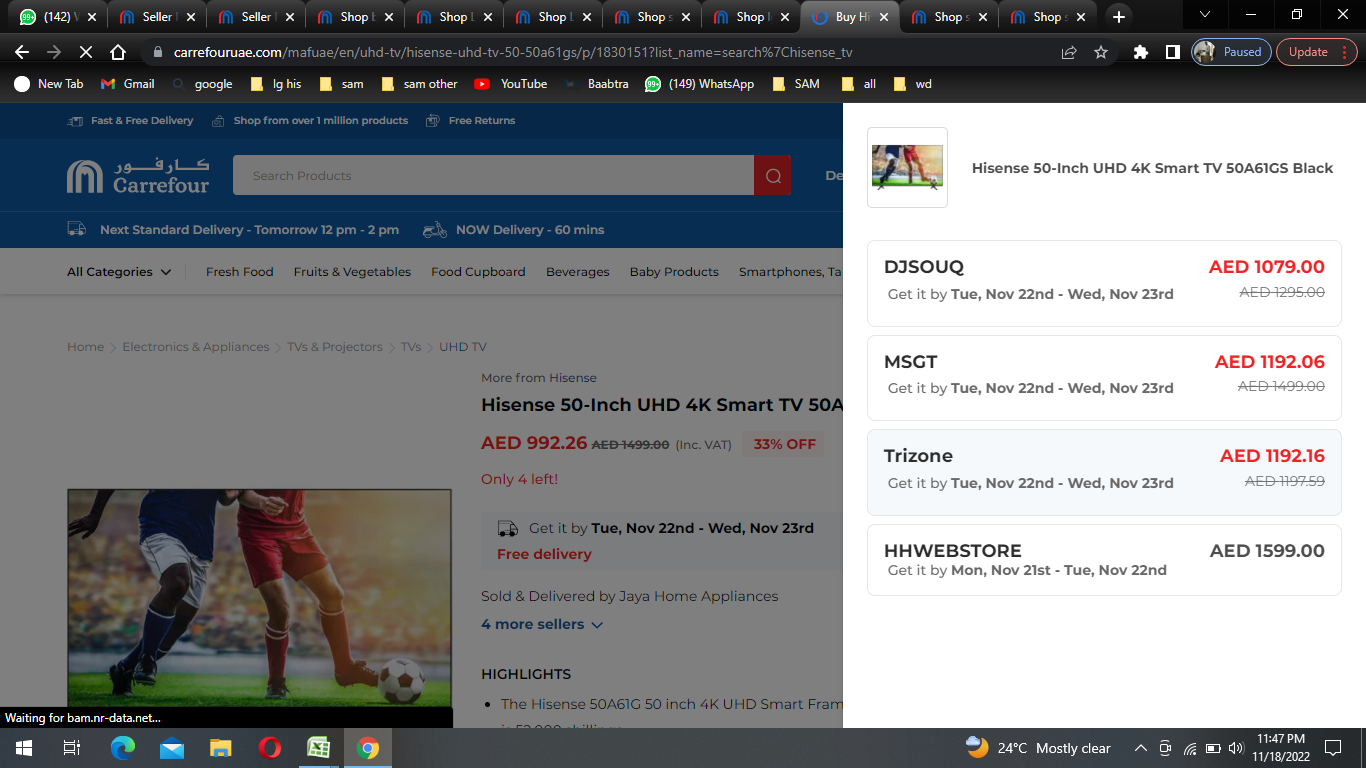 (142) W
Seller
Seller
Shop b
Shop L
Shop L
Shop s
Shop l
Buy Hi
Shop s
Shop s
carrefouruae.com/mafuae/en/uhd-tv/hisense-uhd-tv-50-50a61gs/p/1830151?list_name=search%7Chisense_tv
Paused
Update
New Tab
Gmail
google
lg his
sam
sam other
YouTube
Baabtra
99+
(149) WhatsApp
SAM
all
wd
Fast & Free Delivery
Shop from over 1 million products
Free Returns
كارفور
Carrefour
Search Products
De
Next Standard Delivery - Tomorrow 12 pm - 2 pm
NOW Delivery - 60 mins
All Categories
Fresh Food
Fruits & Vegetables
Food Cupboard
Beverages
Baby Products
Smartphones, Ta
Home
Electronics & Appliances
TVs & Projectors
TVs
UHD TV
More from Hisense
Hisense 50-Inch UHD 4K Smart TV 50A
AED 992.26 AED 1499.00 (Inc. VAT) 33% OFF
Only 4 left!
Get it by Tue, Nov 22nd - Wed, Nov 23rd
Free delivery
Sold & Delivered by Jaya Home Appliances
4 more sellers
HIGHLIGHTS
The Hisense 50A61G 50 inch 4K UHD Smart Fram
Hisense 50-Inch UHD 4K Smart TV 50A61GS Black
DJSOUQ
AED 1079.00
Get it by Tue, Nov 22nd - Wed, Nov 23rd
AED 1295.00
MSGT
AED 1192.06
Get it by Tue, Nov 22nd - Wed, Nov 23rd
AED 1499.00
Trizone
AED 1192.16
Get it by Tue, Nov 22nd - Wed, Nov 23rd
AED 1197.59
HHWEBSTORE
AED 1599.00
Get it by Mon, Nov 21st - Tue, Nov 22nd
Waiting for bam.nr-data.net...
24°C Mostly clear
11:47 PM
11/18/2022